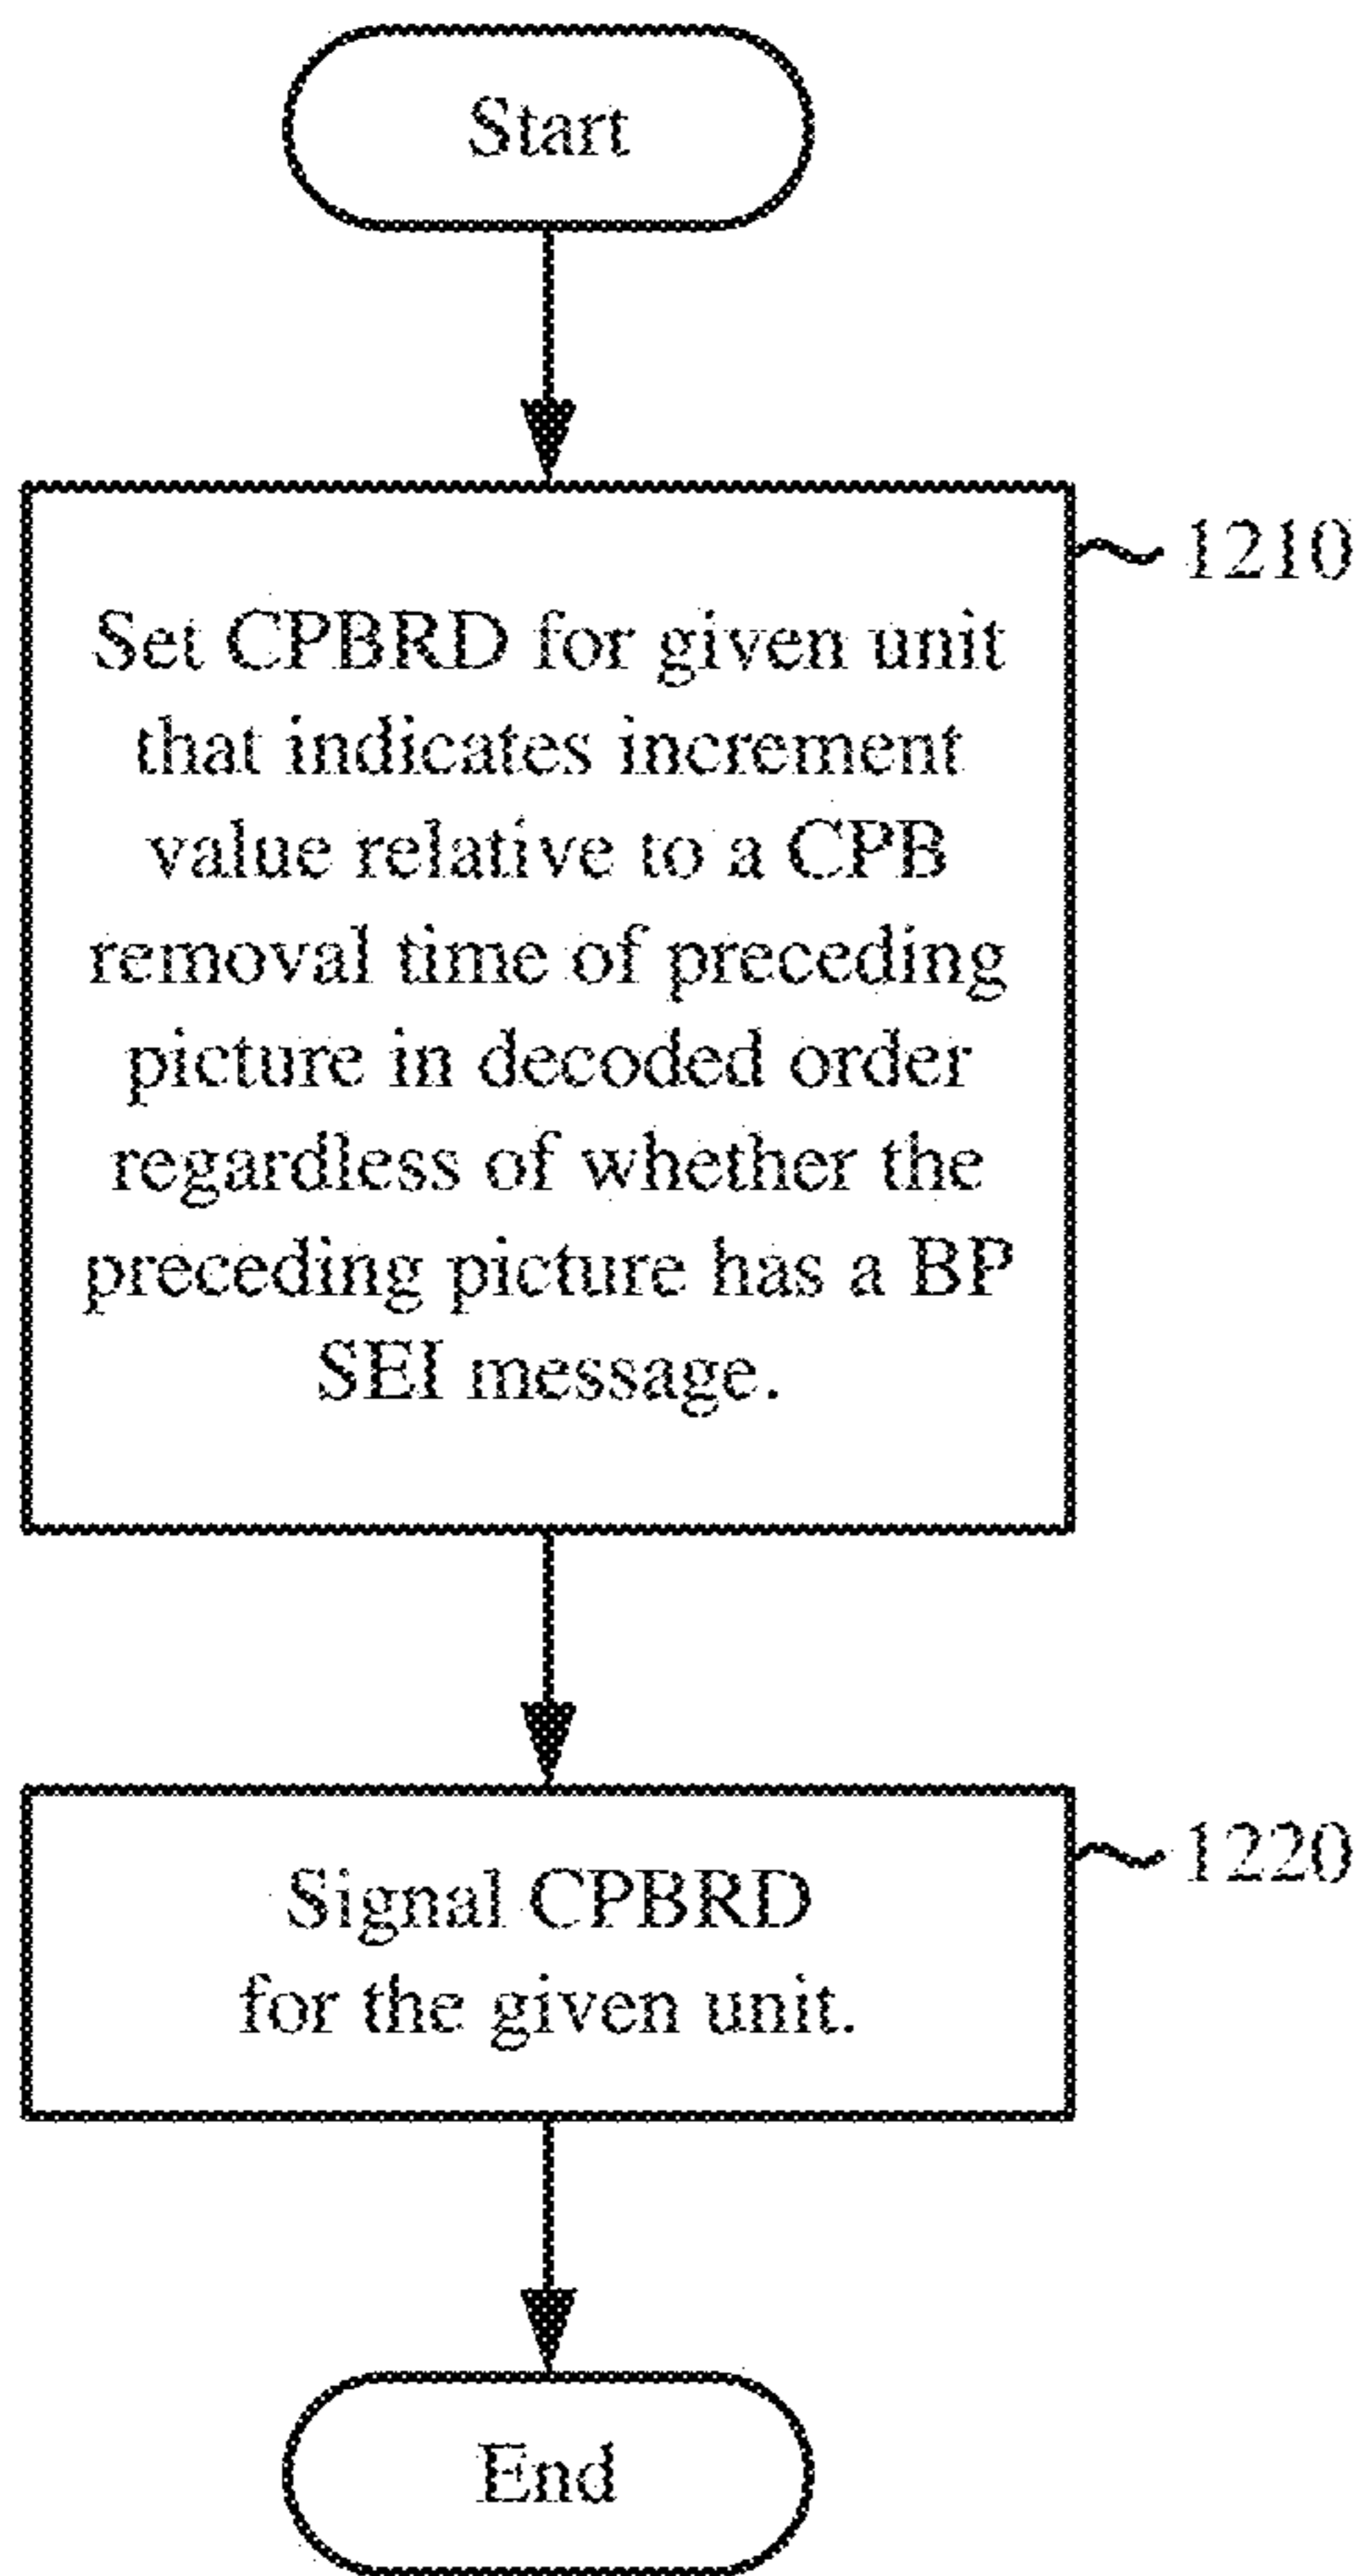 Start
1210
Set CPBRD for given unit
that indicates increment
value relative to a CPB
removal time of preceding
picture in decoded order
regardless of whether the
preceding picture has a BP
SEI message.
1220
Signal CPBRD
for the given unit.
End